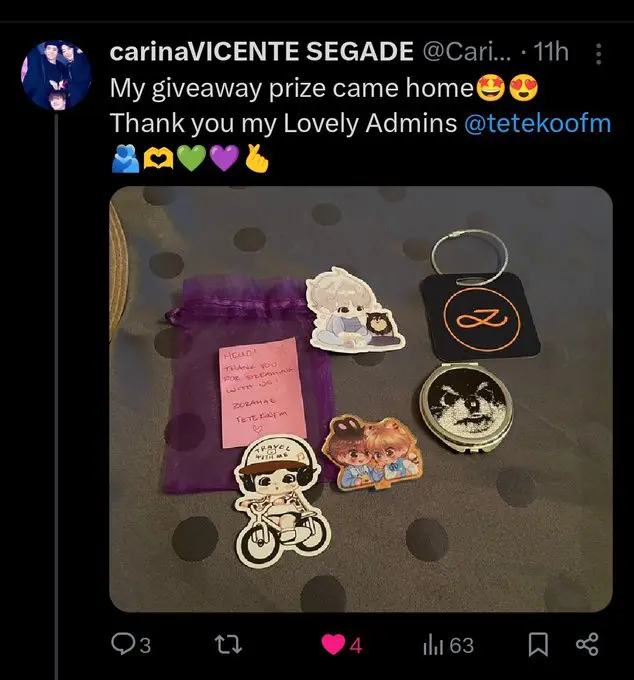 carinaVICENTE SEGADE @Cari... · 11h
My giveaway prize came home🤩😍
Thank you my Lovely Admins @tetekoofm
🫂🫶💚💜🫰
HELLO!
THANK YOU
FOR STREAMING
WITH US!
TETEKOOFM
TRAVEL
WITH ME
3
4
63